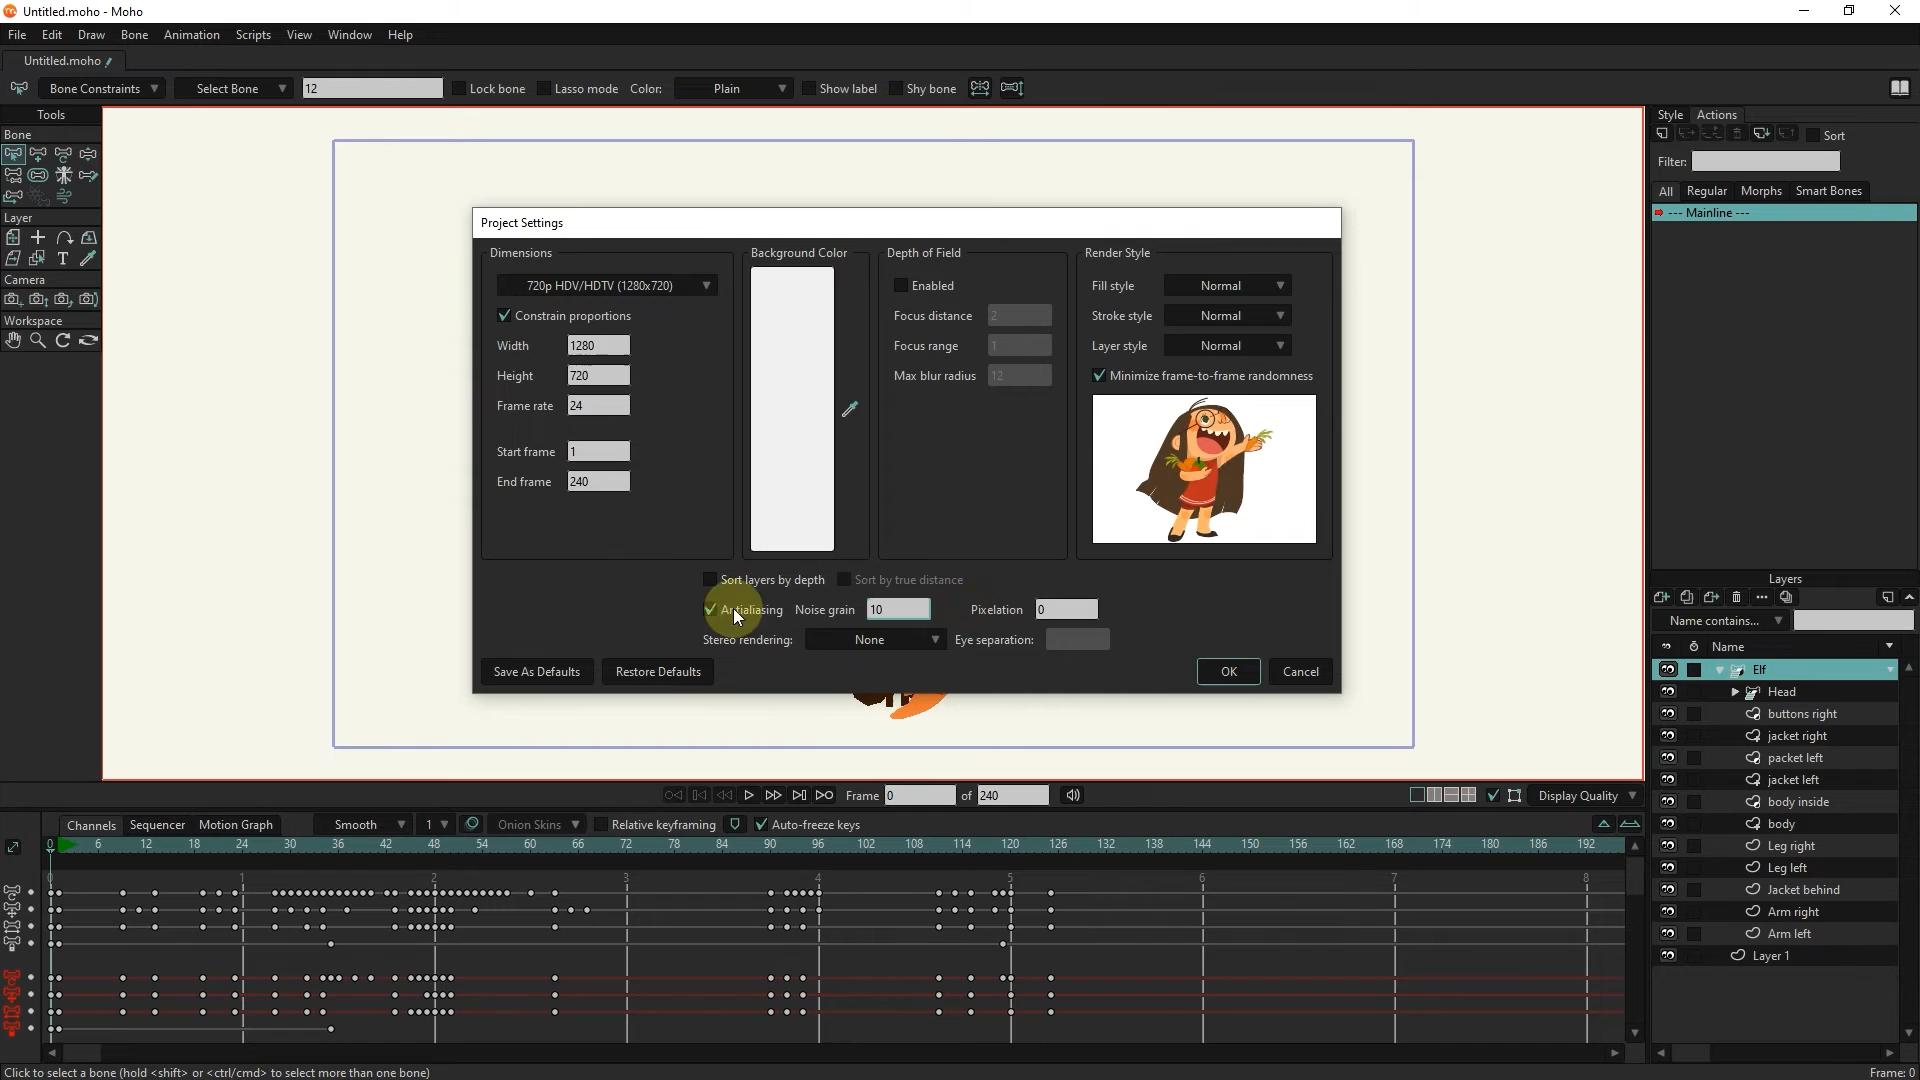 Untitled.moho - Moho
File Edit Draw Bone Animation Scripts View Window Help
Untitled.moho
Bone Constraints Select Bone 12 Lock bone Lasso mode Color: Plain Show label Shy bone
Tools
Bone
Layer
Camera
Workspace
Project Settings
Dimensions
720p HDV/HDTV (1280x720)
Constrain proportions
Width 1280
Height 720
Frame rate 24
Start frame 1
End frame 240
Background Color
Depth of Field
Enabled
Focus distance 2
Focus range 1
Max blur radius 12
Render Style
Fill style Normal
Stroke style Normal
Layer style Normal
Minimize frame-to-frame randomness
Sort layers by depth Sort by true distance
Antialiasing Noise grain 10 Pixelation 0
Stereo rendering: None Eye separation:
Save As Defaults Restore Defaults OK Cancel
Style Actions
Sort
Filter:
All Regular Morphs Smart Bones
--- Mainline ---
Layers
Name contains...
Name
Elf
Head
buttons right
jacket right
packet left
jacket left
body inside
body
Leg right
Leg left
Jacket behind
Arm right
Arm left
Layer 1
Frame 0 of 240 Display Quality
Channels Sequencer Motion Graph Smooth 1 Onion Skins Relative keyframing Auto-freeze keys
0 6 12 18 24 30 36 42 48 54 60 66 72 78 84 90 96 102 108 114 120 126 132 138 144 150 156 162 168 174 180 186 192
0 1 2 3 4 5 6 7 8
Click to select a bone (hold <shift> or <ctrl/cmd> to select more than one bone) Frame: 0